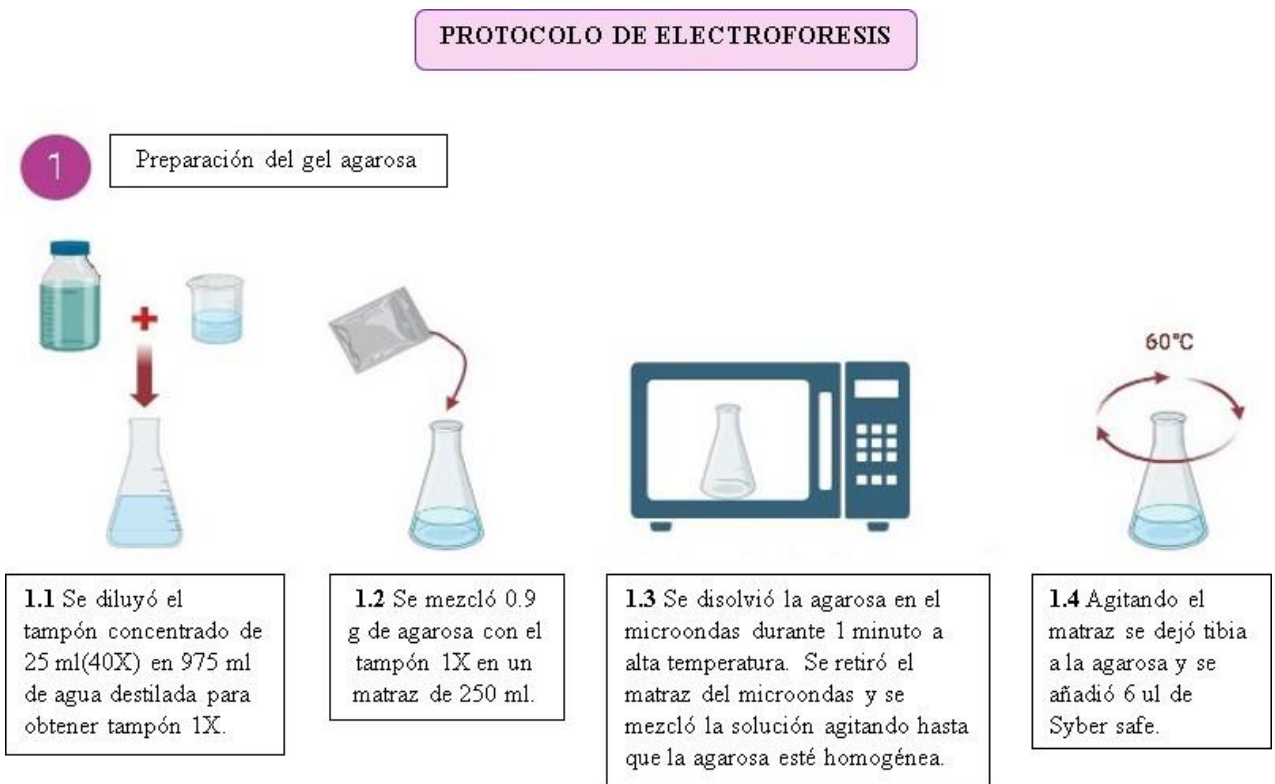 PROTOCOLO DE ELECTROFORESIS
1
Preparación del gel agarosa
60°C
1.1 Se diluyó el
tampón concentrado de
25 ml(40X) en 975 ml
de agua destilada para
obtener tampón 1X.
1.2 Se mezcló 0.9
g de agarosa con el
tampón 1X en un
matraz de 250 ml.
1.3 Se disolvió la agarosa en el
microondas durante 1 minuto a
alta temperatura. Se retiró el
matraz del microondas y se
mezcló la solución agitando hasta
que la agarosa esté homogénea.
1.4 Agitando el
matraz se dejó tibia
a la agarosa y se
añadió 6 ul de
Syber safe.